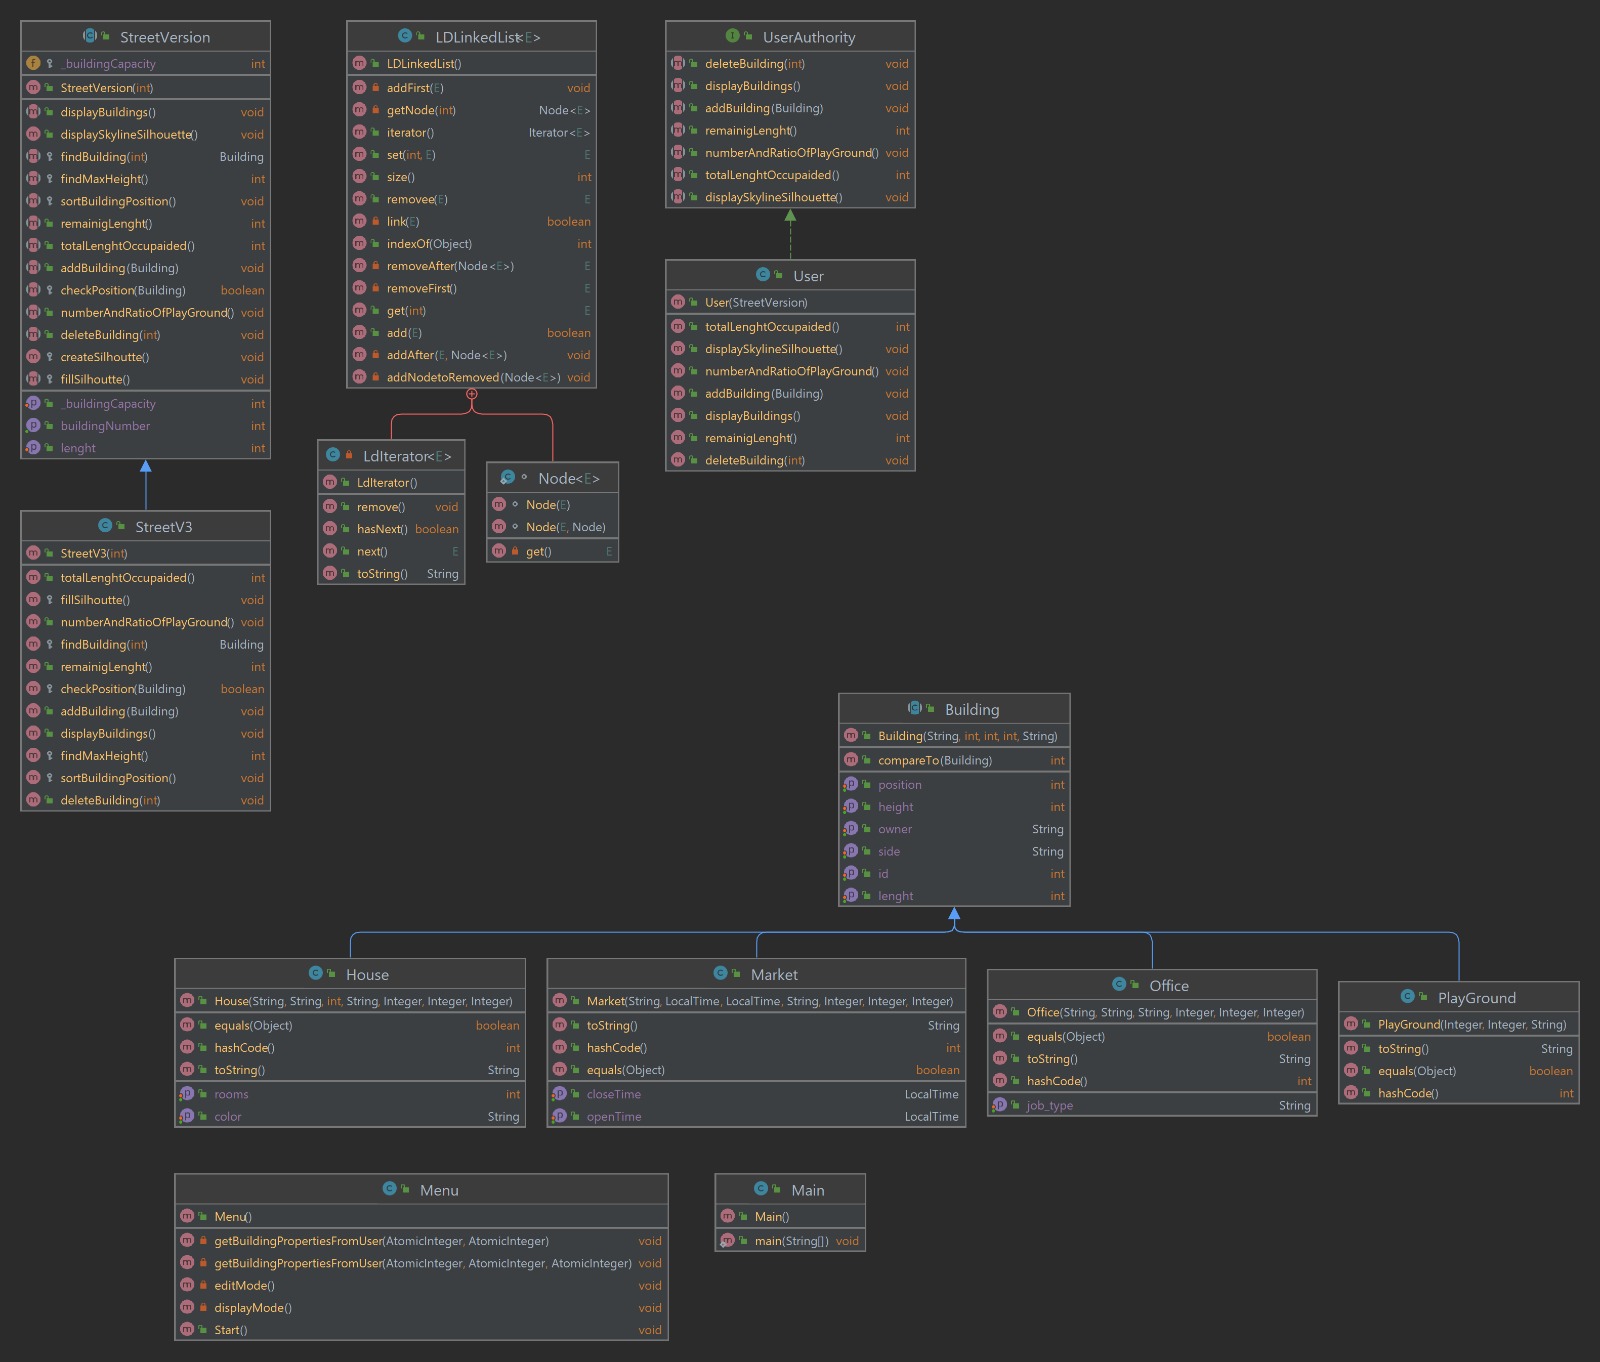 StreetVersion
_buildingCapacity int
StreetVersion(int)
displayBuildings() void
displaySkylineSilhouette() void
findBuilding(int) Building
findMaxHeight() int
sortBuildingPosition() void
remainigLenght() int
totalLenghtOccupaided() int
addBuilding(Building) void
checkPosition(Building) boolean
numberAndRatioOfPlayGround() void
deleteBuilding(int) void
createSilhoutte() void
fillSilhoutte() void
_buildingCapacity int
buildingNumber int
lenght int
StreetV3
StreetV3(int)
totalLenghtOccupaided() int
fillSilhoutte() void
numberAndRatioOfPlayGround() void
findBuilding(int) Building
remainigLenght() int
checkPosition(Building) boolean
addBuilding(Building) void
displayBuildings() void
findMaxHeight() int
sortBuildingPosition() void
deleteBuilding(int) void
LDLinkedList<E>
LDLinkedList()
addFirst(E) void
getNode(int) Node<E>
iterator() Iterator<E>
set(int, E) E
size() int
removee(E) E
link(E) boolean
indexOf(Object) int
removeAfter(Node<E>) E
removeFirst() E
get(int) E
add(E) boolean
addAfter(E, Node<E>) void
addNodetoRemoved(Node<E>) void
LdIterator<E>
LdIterator()
remove() void
hasNext() boolean
next() E
toString() String
Node<E>
Node(E)
Node(E, Node)
get() E
UserAuthority
deleteBuilding(int) void
displayBuildings() void
addBuilding(Building) void
remainigLenght() int
numberAndRatioOfPlayGround() void
totalLenghtOccupaided() int
displaySkylineSilhouette() void
User
User(StreetVersion)
totalLenghtOccupaided() int
displaySkylineSilhouette() void
numberAndRatioOfPlayGround() void
addBuilding(Building) void
displayBuildings() void
remainigLenght() int
deleteBuilding(int) void
Building
Building(String, int, int, int, String)
compareTo(Building) int
position int
height int
owner String
side String
id int
lenght int
House
House(String, String, int, String, Integer, Integer, Integer)
equals(Object) boolean
hashCode() int
toString() String
rooms int
color String
Market
Market(String, LocalTime, LocalTime, String, Integer, Integer, Integer)
toString() String
hashCode() int
equals(Object) boolean
closeTime LocalTime
openTime LocalTime
Office
Office(String, String, String, Integer, Integer, Integer)
equals(Object) boolean
toString() String
hashCode() int
job_type String
PlayGround
PlayGround(Integer, Integer, String)
toString() String
equals(Object) boolean
hashCode() int
Menu
Menu()
getBuildingPropertiesFromUser(AtomicInteger, AtomicInteger) void
getBuildingPropertiesFromUser(AtomicInteger, AtomicInteger, AtomicInteger) void
editMode() void
displayMode() void
Start() void
Main
Main()
main(String[]) void